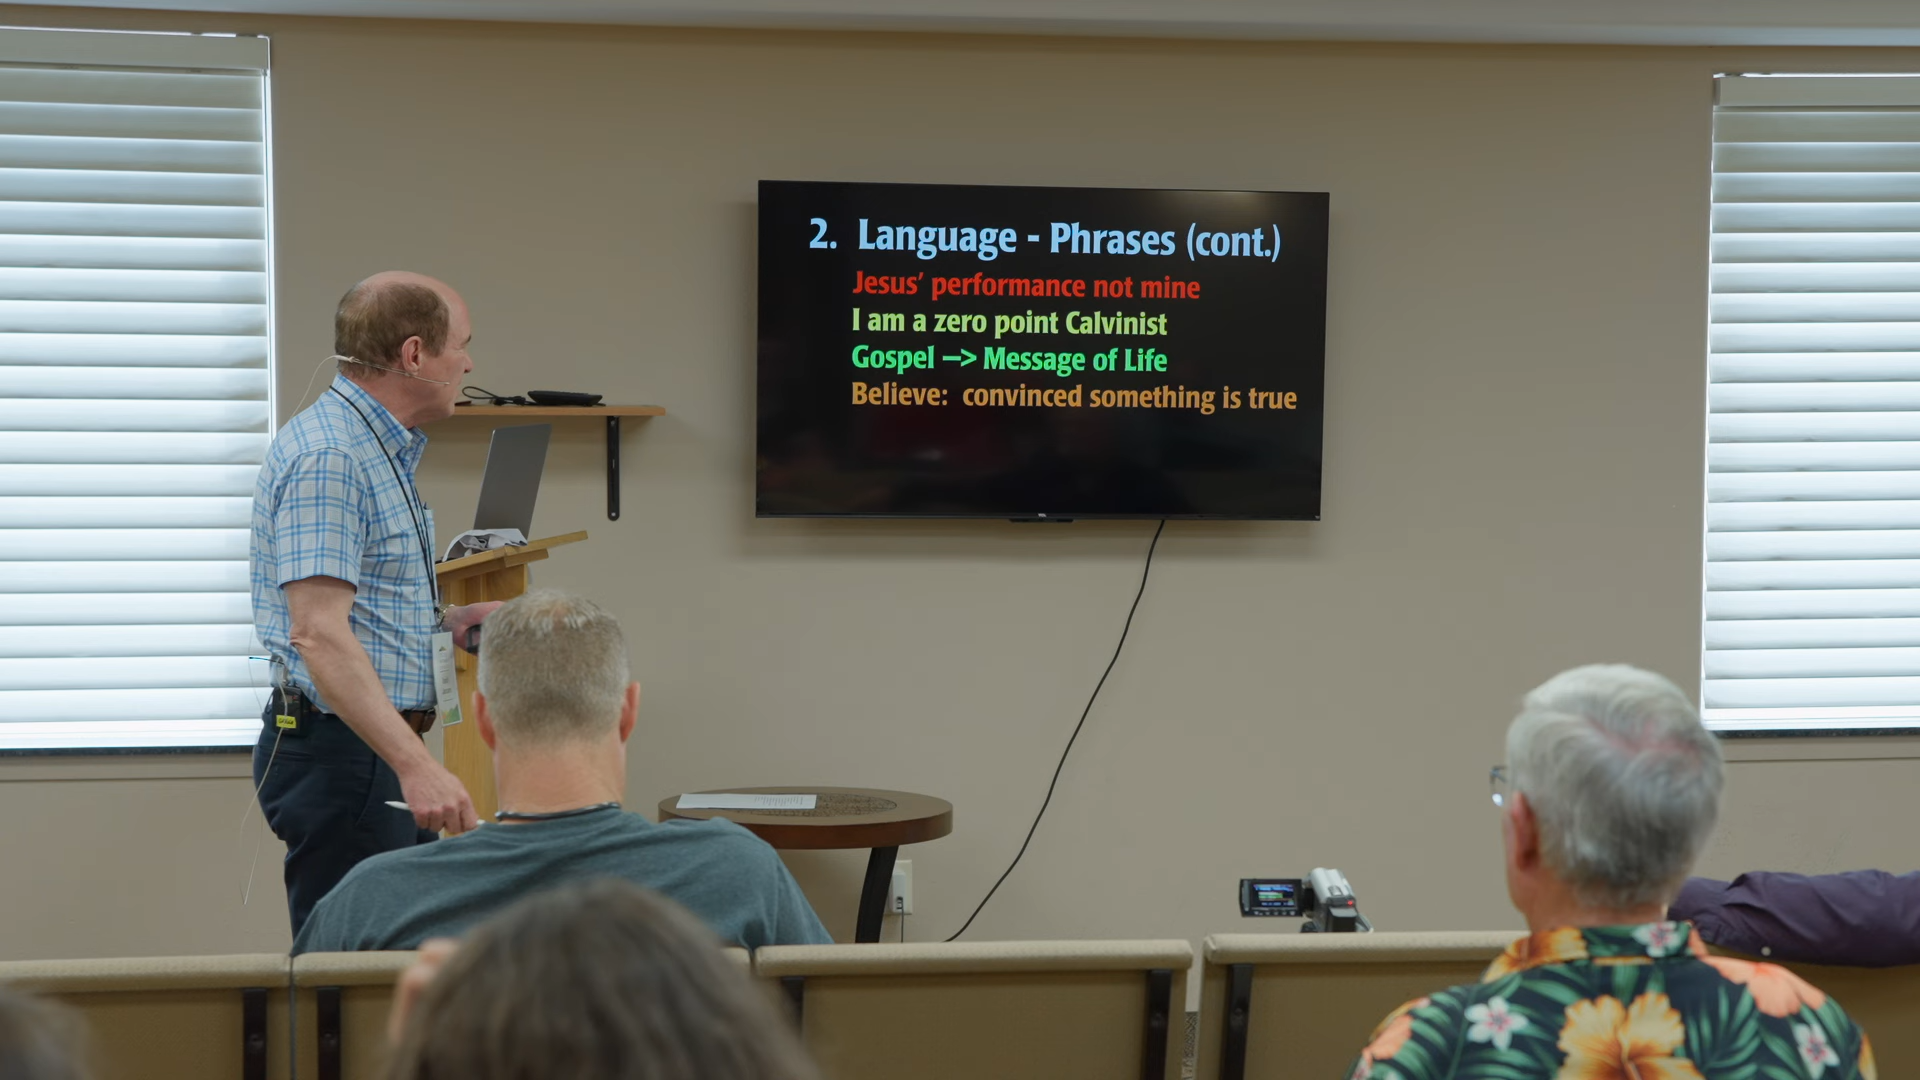 2. Language - Phrases (cont.)
Jesus’ performance not mine
I am a zero point Calvinist
Gospel —> Message of Life
Believe: convinced something is true